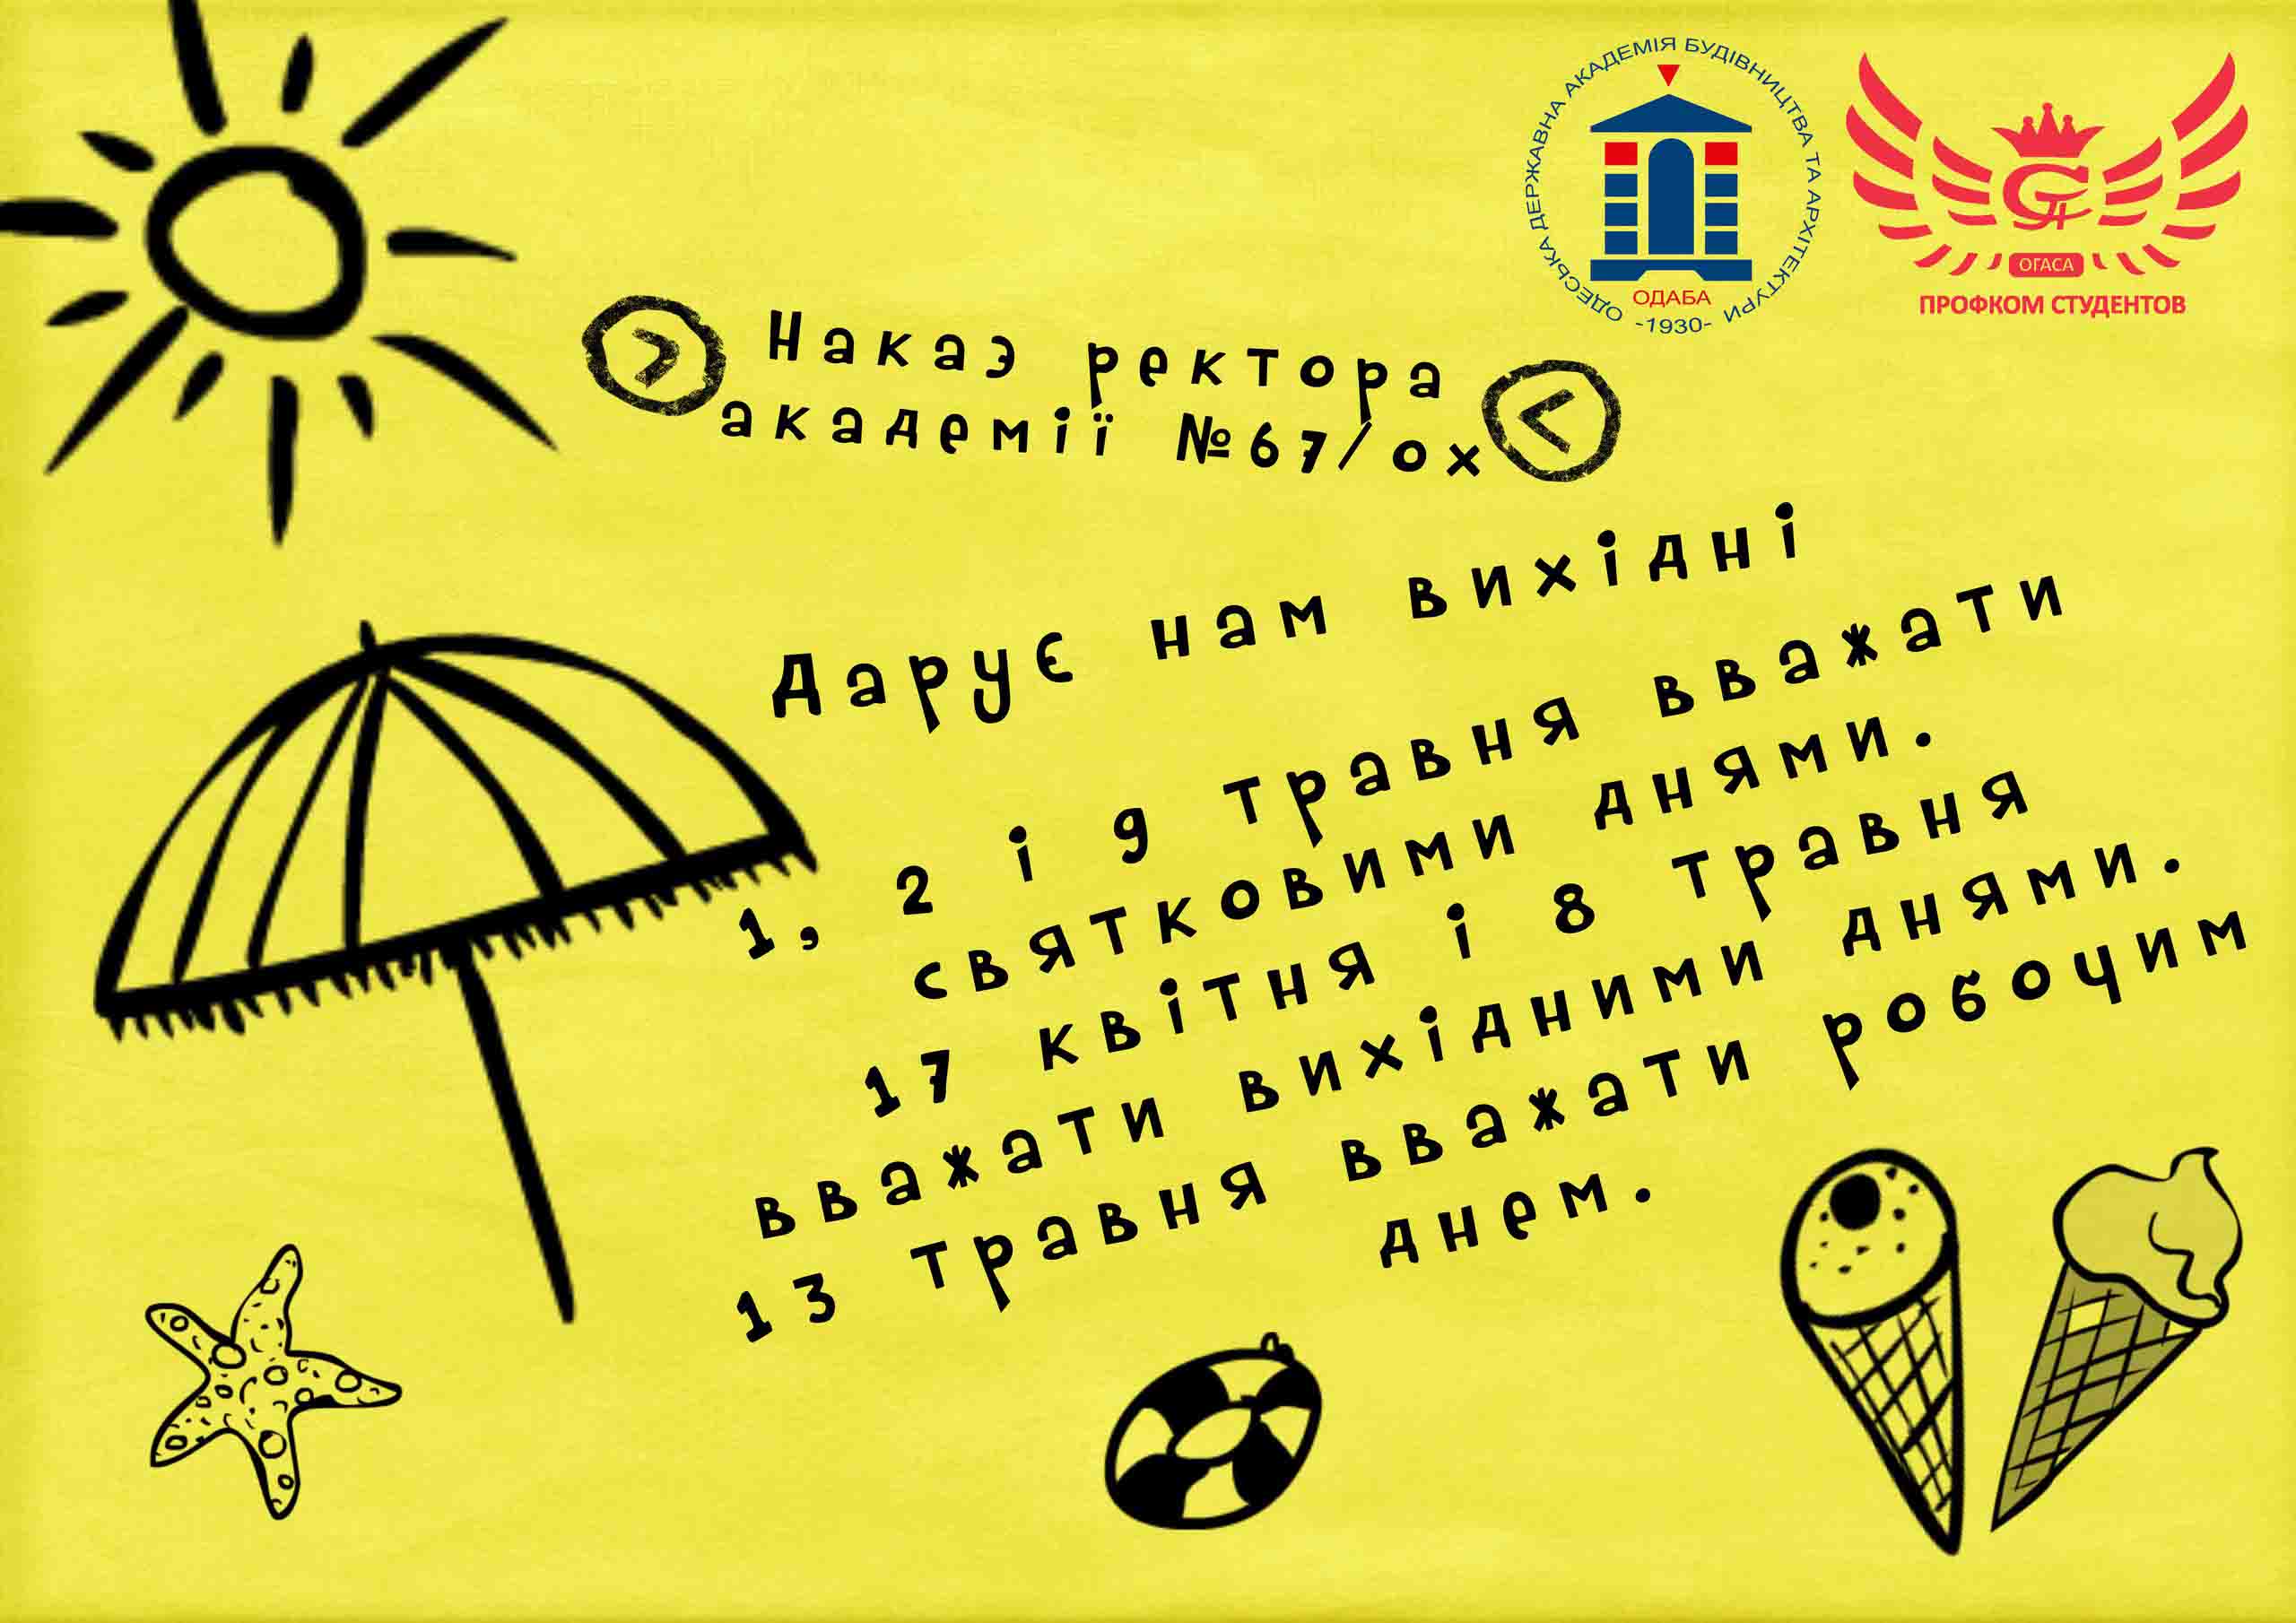 ОДЕСЬКА ДЕРЖАВНА АКАДЕМІЯ БУДІВНИЦТВА ТА АРХІТЕКТУРИ
ОДАБА
-1930-
ОГАСА
ПРОФКОМ СТУДЕНТОВ
Наказ ректора
академії №67/ох
Дарує нам вихідні
1, 2 і 9 травня вважати
святковими днями.
17 квітня і 8 травня
вважати вихідними днями.
13 травня вважати робочим
днем.